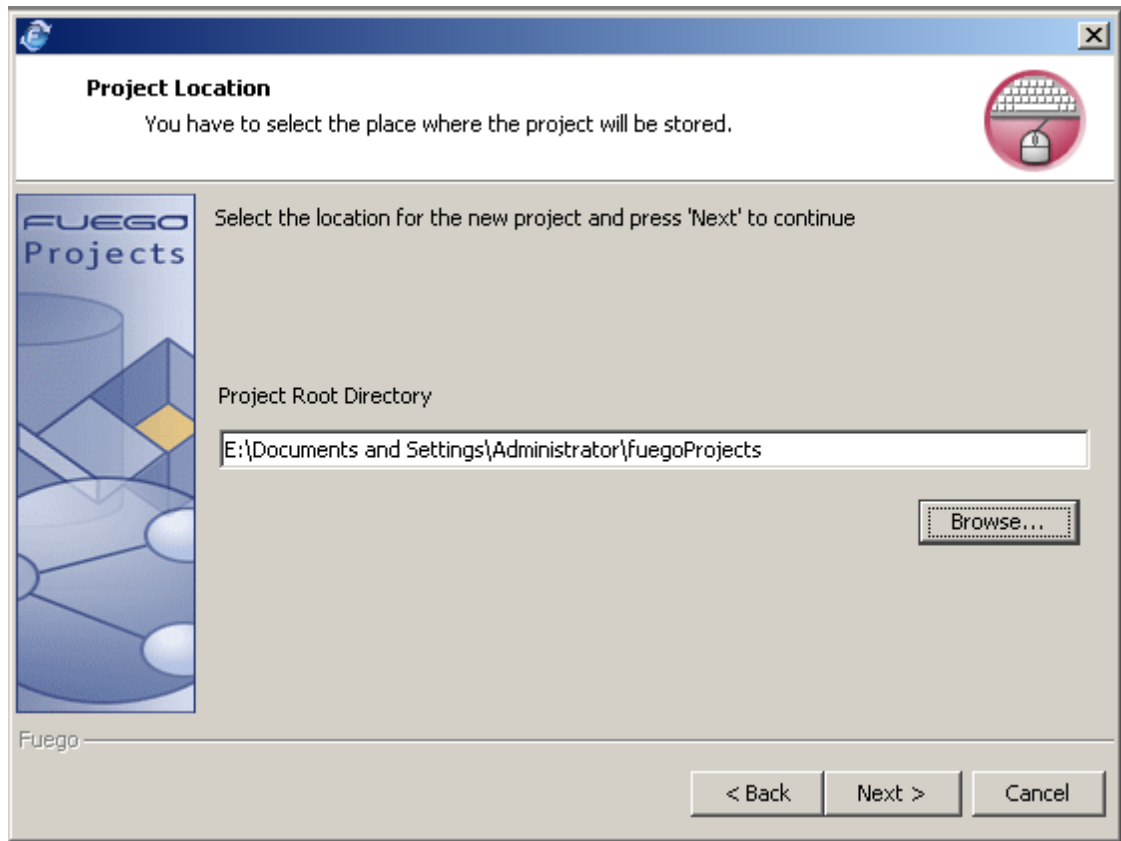 Project Location
You have to select the place where the project will be stored.
FUEGO
Projects
Select the location for the new project and press 'Next' to continue
Project Root Directory
E:\Documents and Settings\Administrator\fuegoProjects
Browse...
Fuego
< Back Next > Cancel